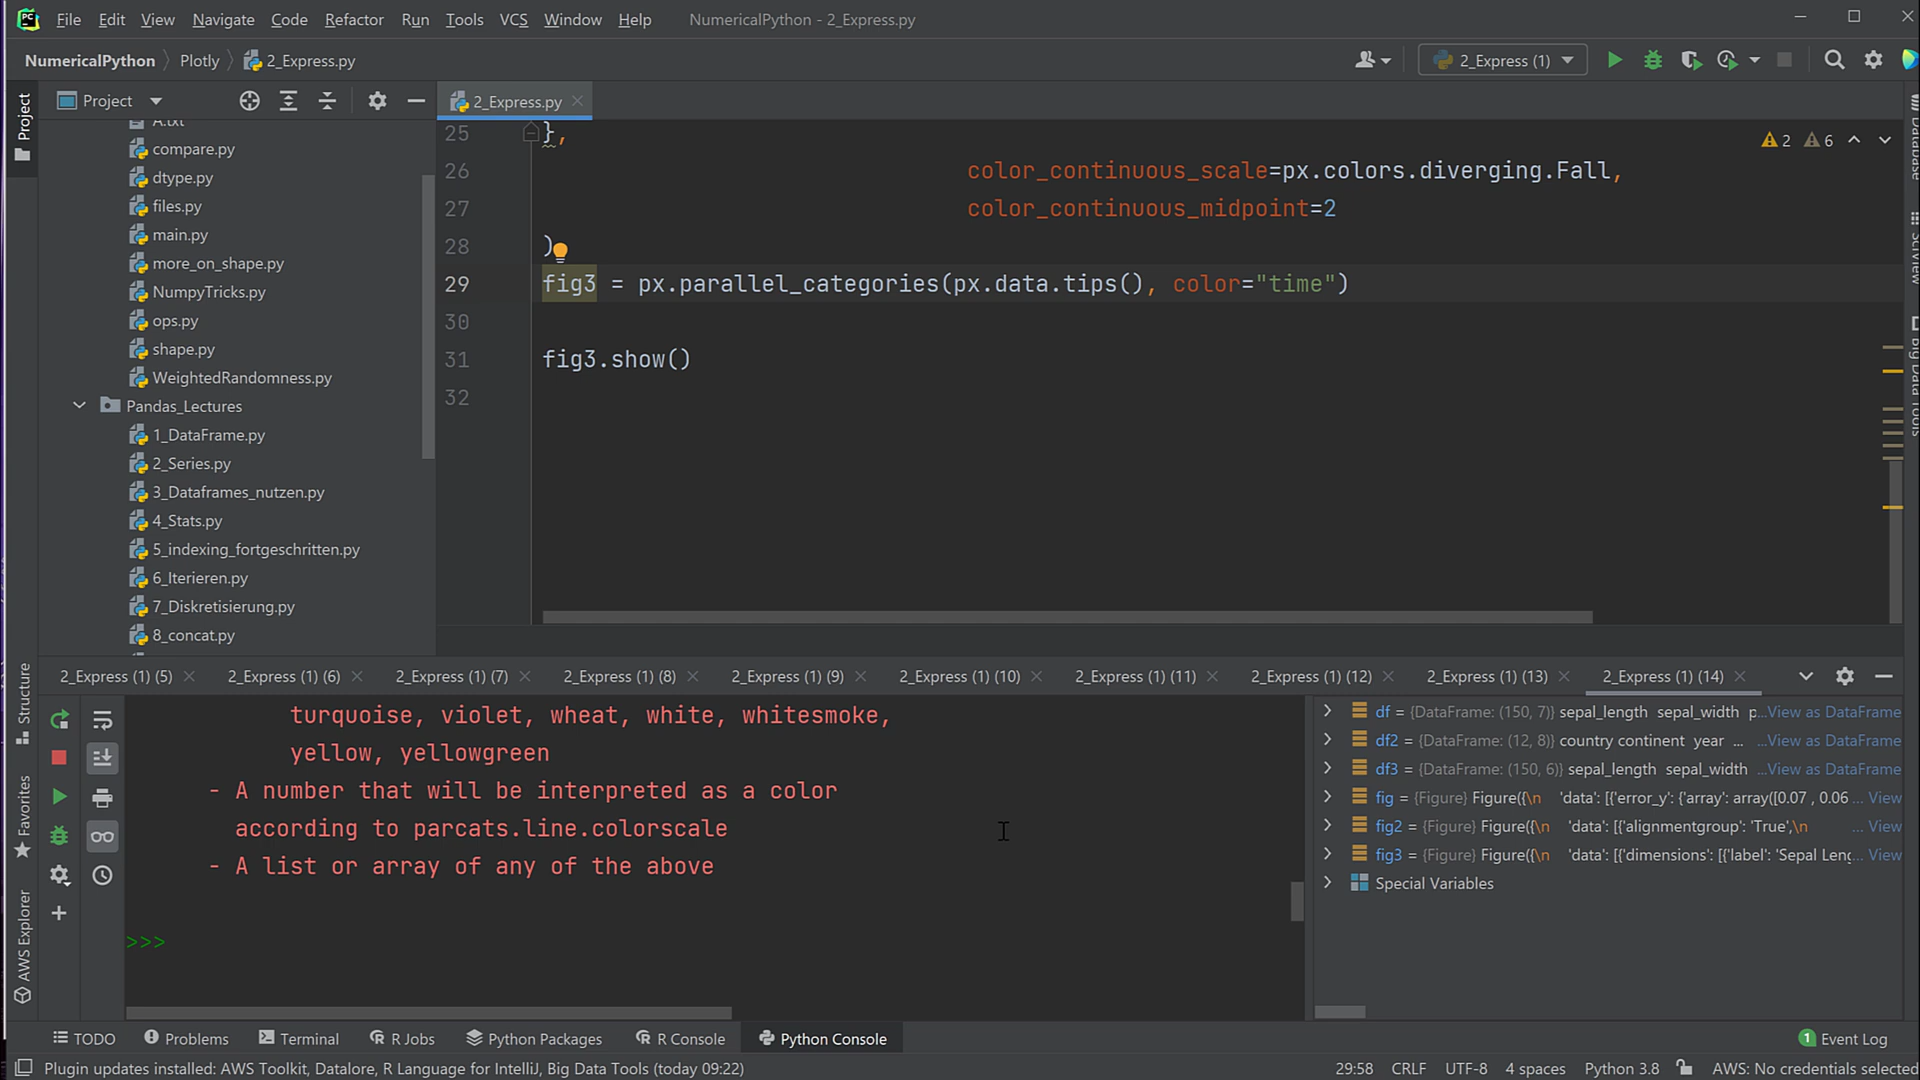 File Edit View Navigate Code Refactor Run Tools VCS Window Help NumericalPython - 2_Express.py
NumericalPython Plotly 2_Express.py 2_Express (1)
Project 2_Express.py
A.txt
compare.py
dtype.py
files.py
main.py
more_on_shape.py
NumpyTricks.py
ops.py
shape.py
WeightedRandomness.py
Pandas_Lectures
1_DataFrame.py
2_Series.py
3_Dataframes_nutzen.py
4_Stats.py
5_indexing_fortgeschritten.py
6_Iterieren.py
7_Diskretisierung.py
8_concat.py
Project
Structure
Favorites
AWS Explorer
25 },
2 6
26 color_continuous_scale=px.colors.diverging.Fall,
27 color_continuous_midpoint=2
28 )
29 fig3 = px.parallel_categories(px.data.tips(), color="time")
30
31 fig3.show()
32
Database
SciView
Big Data Tools
2_Express (1) (5) 2_Express (1) (6) 2_Express (1) (7) 2_Express (1) (8) 2_Express (1) (9) 2_Express (1) (10) 2_Express (1) (11) 2_Express (1) (12) 2_Express (1) (13) 2_Express (1) (14)
turquoise, violet, wheat, white, whitesmoke,
yellow, yellowgreen
- A number that will be interpreted as a color
according to parcats.line.colorscale
- A list or array of any of the above
>>>
df = {DataFrame: (150, 7)} sepal_length sepal_width p...View as DataFrame
df2 = {DataFrame: (12, 8)} country continent year ... ...View as DataFrame
df3 = {DataFrame: (150, 6)} sepal_length sepal_width ...View as DataFrame
fig = {Figure} Figure({\n 'data': [{'error_y': {'array': array([0.07 , 0.06 ... View
fig2 = {Figure} Figure({\n 'data': [{'alignmentgroup': 'True',\n ... View
fig3 = {Figure} Figure({\n 'data': [{'dimensions': [{'label': 'Sepal Leng... View
Special Variables
TODO Problems Terminal R Jobs Python Packages R Console Python Console 1 Event Log
Plugin updates installed: AWS Toolkit, Datalore, R Language for IntelliJ, Big Data Tools (today 09:22) 29:58 CRLF UTF-8 4 spaces Python 3.8 AWS: No credentials selected